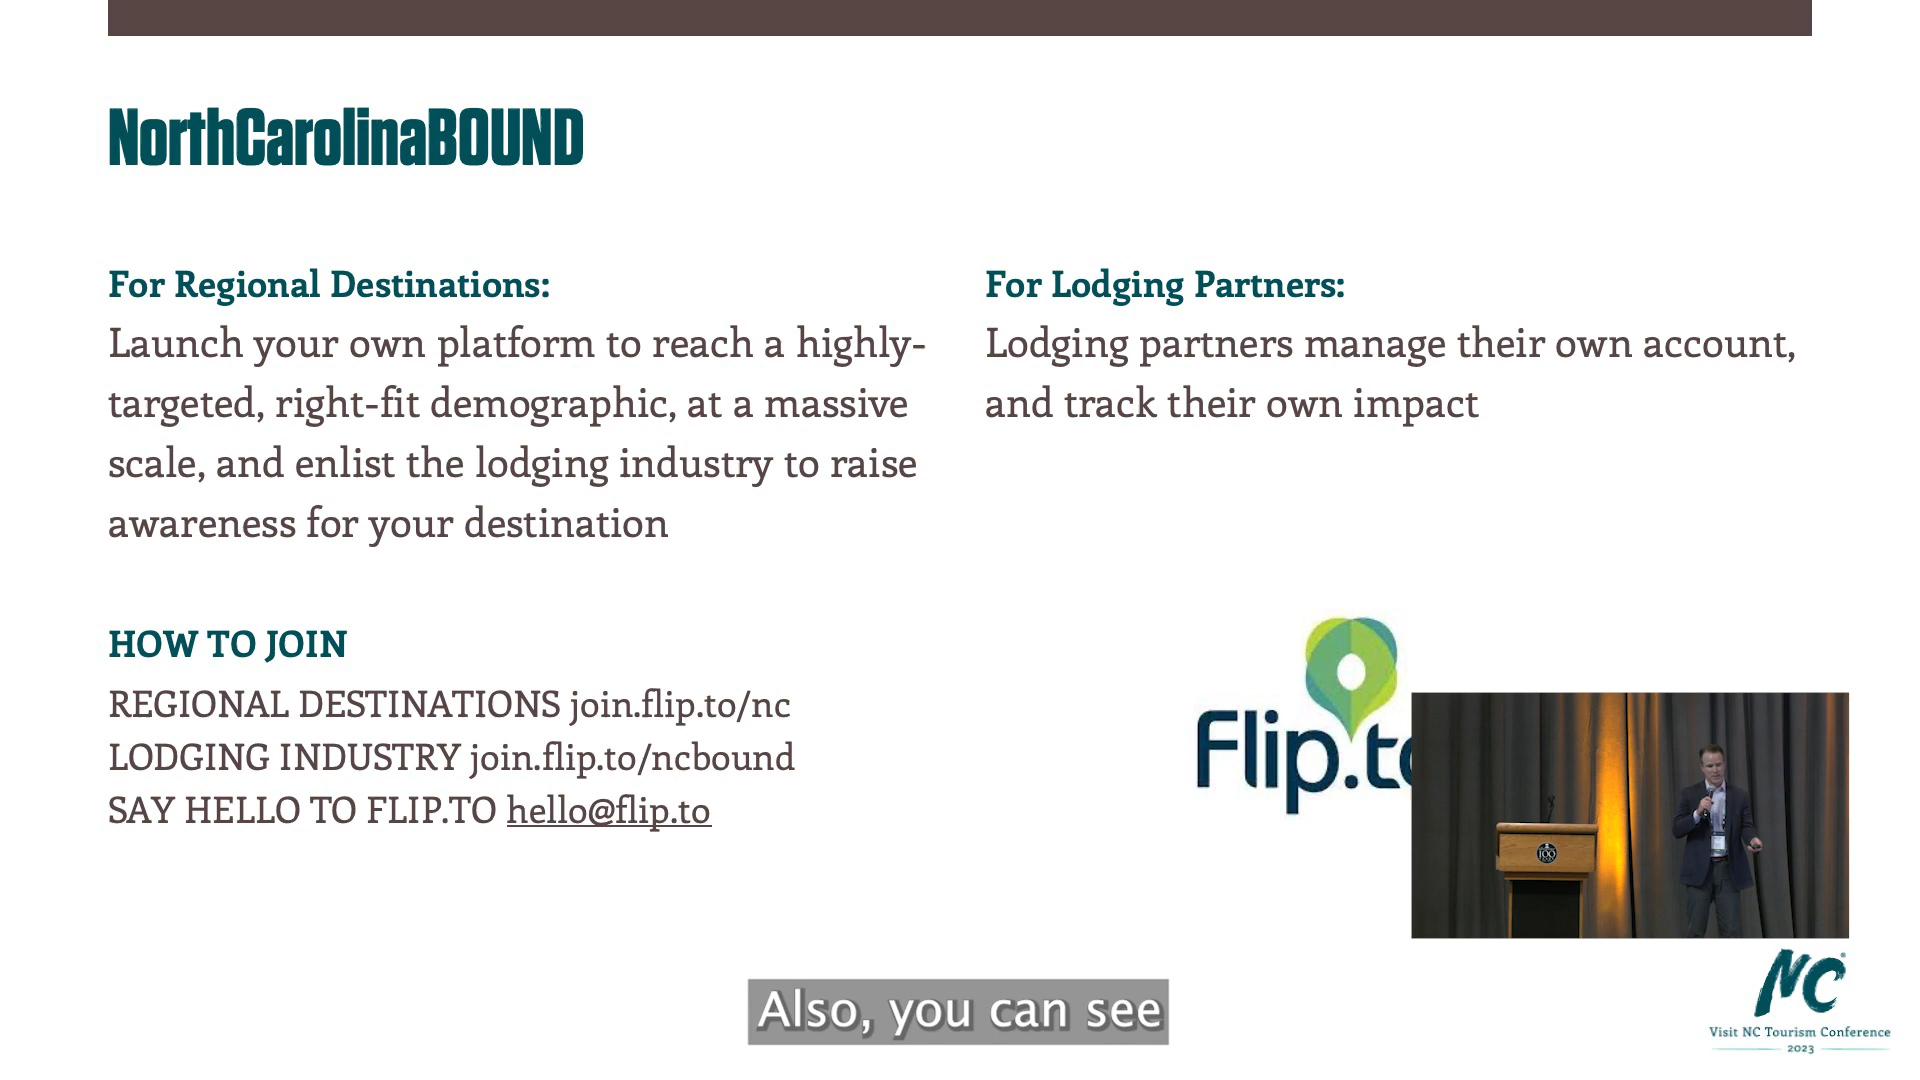 NorthCarolinaBOUND
For Regional Destinations:
Launch your own platform to reach a highly-
targeted, right-fit demographic, at a massive
scale, and enlist the lodging industry to raise
awareness for your destination
For Lodging Partners:
Lodging partners manage their own account,
and track their own impact
HOW TO JOIN
REGIONAL DESTINATIONS join.flip.to/nc
LODGING INDUSTRY join.flip.to/ncbound
SAY HELLO TO FLIP.TO hello@flip.to
Flip.to
Also, you can see
NC
Visit NC Tourism Conference
2023